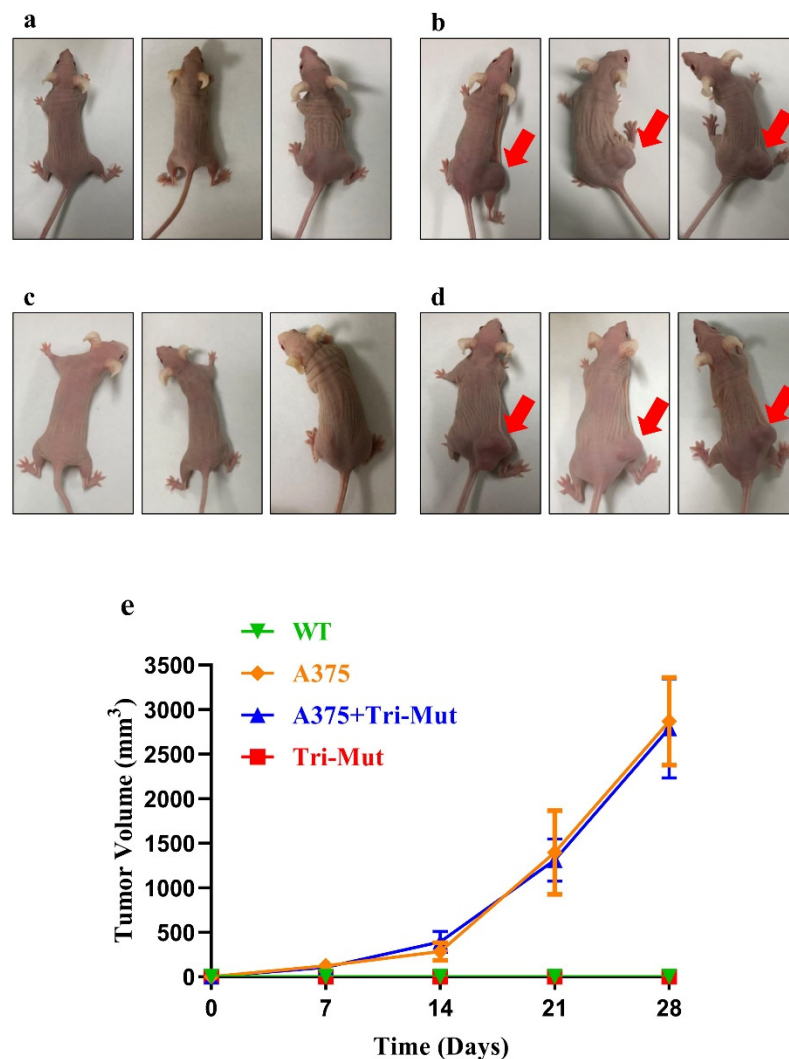 a
b
c
d
e
WT
A375
A375+Tri-Mut
Tri-Mut
Tumor Volume (mm³)
3500
3000
2500
2000
1500
1000
500
0
0 7 14 21 28
Time (Days)